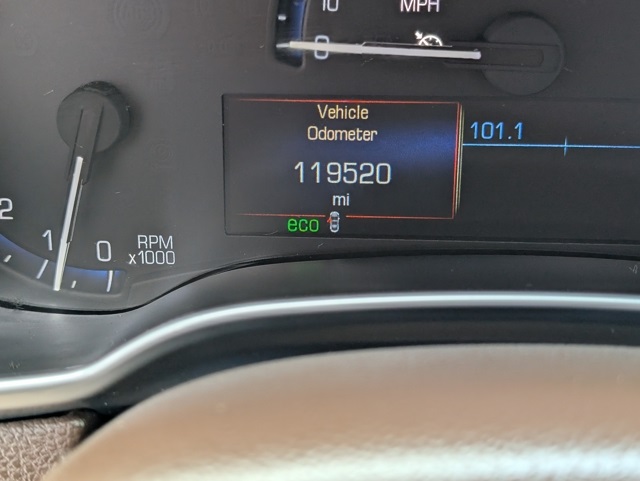 10
MPH
0
Vehicle
Odometer
101.1
119520
mi
eco
2
1
0
RPM
x1000